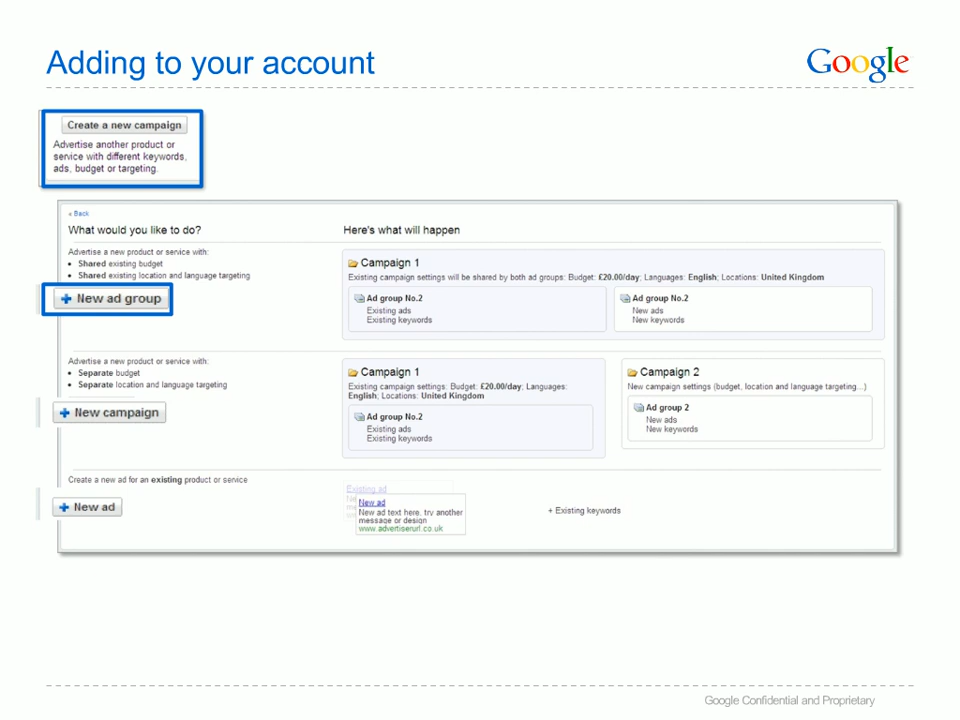 Adding to your account
Google
Create a new campaign
Advertise another product or
service with different keywords,
ads, budget or targeting.
« Back
What would you like to do?
Here's what will happen
Advertise a new product or service with:
• Shared existing budget
• Shared existing location and language targeting
+ New ad group
Campaign 1
Existing campaign settings will be shared by both ad groups: Budget: £20.00/day; Languages: English; Locations: United Kingdom
Ad group No.2
Existing ads
Existing keywords
Ad group No.2
New ads
New keywords
Advertise a new product or service with:
• Separate budget
• Separate location and language targeting
+ New campaign
Campaign 1
Existing campaign settings: Budget: £20.00/day; Languages:
English; Locations: United Kingdom
Ad group No.2
Existing ads
Existing keywords
Campaign 2
New campaign settings (budget, location and language targeting...)
Ad group 2
New ads
New keywords
Create a new ad for an existing product or service
+ New ad
Existing ad
New ad
New ad text here, try another
message or design
www.advertiserurl.co.uk
+ Existing keywords
Google Confidential and Proprietary